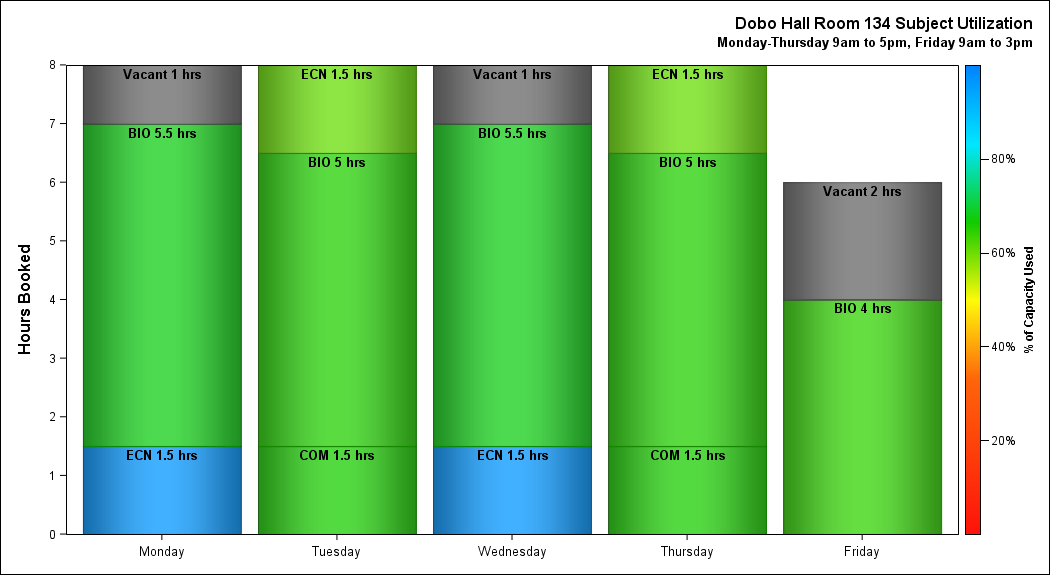 Dobo Hall Room 134 Subject Utilization
Monday-Thursday 9am to 5pm, Friday 9am to 3pm
Hours Booked
8
7
6
5
4
3
2
1
0
Vacant 1 hrs
BIO 5.5 hrs
ECN 1.5 hrs
ECN 1.5 hrs
BIO 5 hrs
COM 1.5 hrs
Vacant 1 hrs
BIO 5.5 hrs
ECN 1.5 hrs
ECN 1.5 hrs
BIO 5 hrs
COM 1.5 hrs
Vacant 2 hrs
BIO 4 hrs
Monday
Tuesday
Wednesday
Thursday
Friday
80%
60%
40%
20%
% of Capacity Used